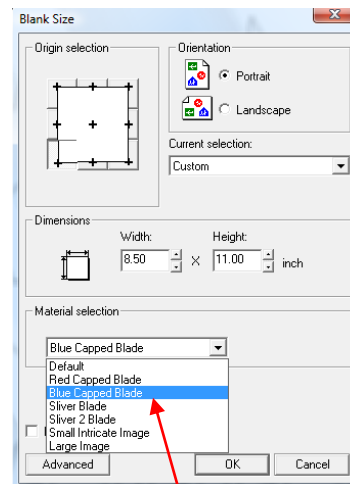 Blank Size
Origin selection
Orientation
Portrait
Landscape
Current selection:
Custom
Dimensions
Width:
Height:
8.50
11.00
inch
Material selection
Blue Capped Blade
Default
Red Capped Blade
Blue Capped Blade
Sliver Blade
Sliver 2 Blade
Small Intricate Image
Large Image
Advanced
OK
Cancel